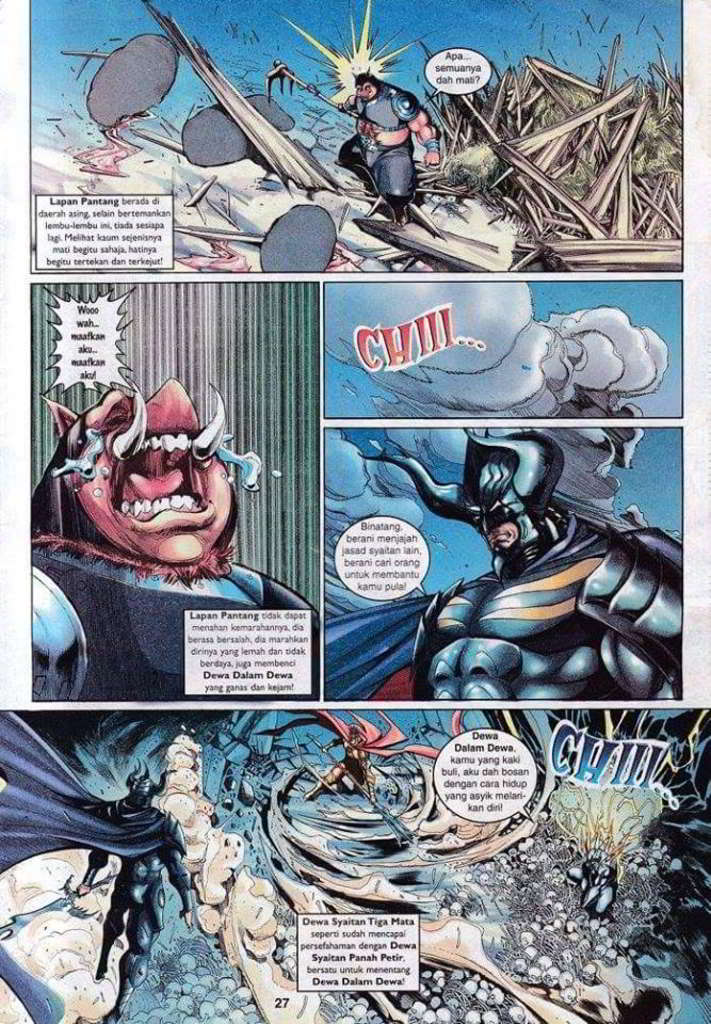 Apa...
semuanya
dah mati?
Lapan Pantang berada di
daerah asing, selain bertemankan
lembu-lembu ini, tiada sesiapa
lagi. Melihat kaum sejenisnya
mati begitu sahaja, hatinya
begitu tertekan dan terkejut!
Wooo
wah...
maafkan
aku...
maafkan
aku!
Lapan Pantang tidak dapat
menahan kemarahannya, dia
berasa bersalah, dia marahkan
dirinya yang lemah dan tidak
berdaya, juga membenci
Dewa Dalam Dewa
yang ganas dan kejam!
CHIII...
Binatang,
berani menjajah
jasad syaitan lain,
berani cari orang
untuk membantu
kamu pula!
Dewa
Dalam Dewa,
kamu yang kaki
buli, aku dah bosan
dengan cara hidup
yang asyik melari-
kan diri!
CHIII...
Dewa Syaitan Tiga Mata
seperti sudah mencapai
persefahaman dengan Dewa
Syaitan Panah Petir,
bersatu untuk menentang
Dewa Dalam Dewa!
27